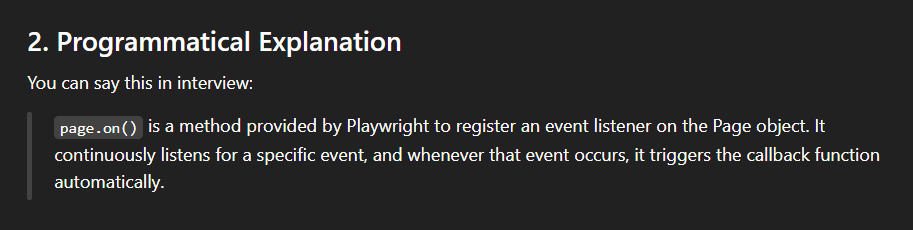 2. Programmatical Explanation
You can say this in interview:
page.on() is a method provided by Playwright to register an event listener on the Page object. It
continuously listens for a specific event, and whenever that event occurs, it triggers the callback function
automatically.